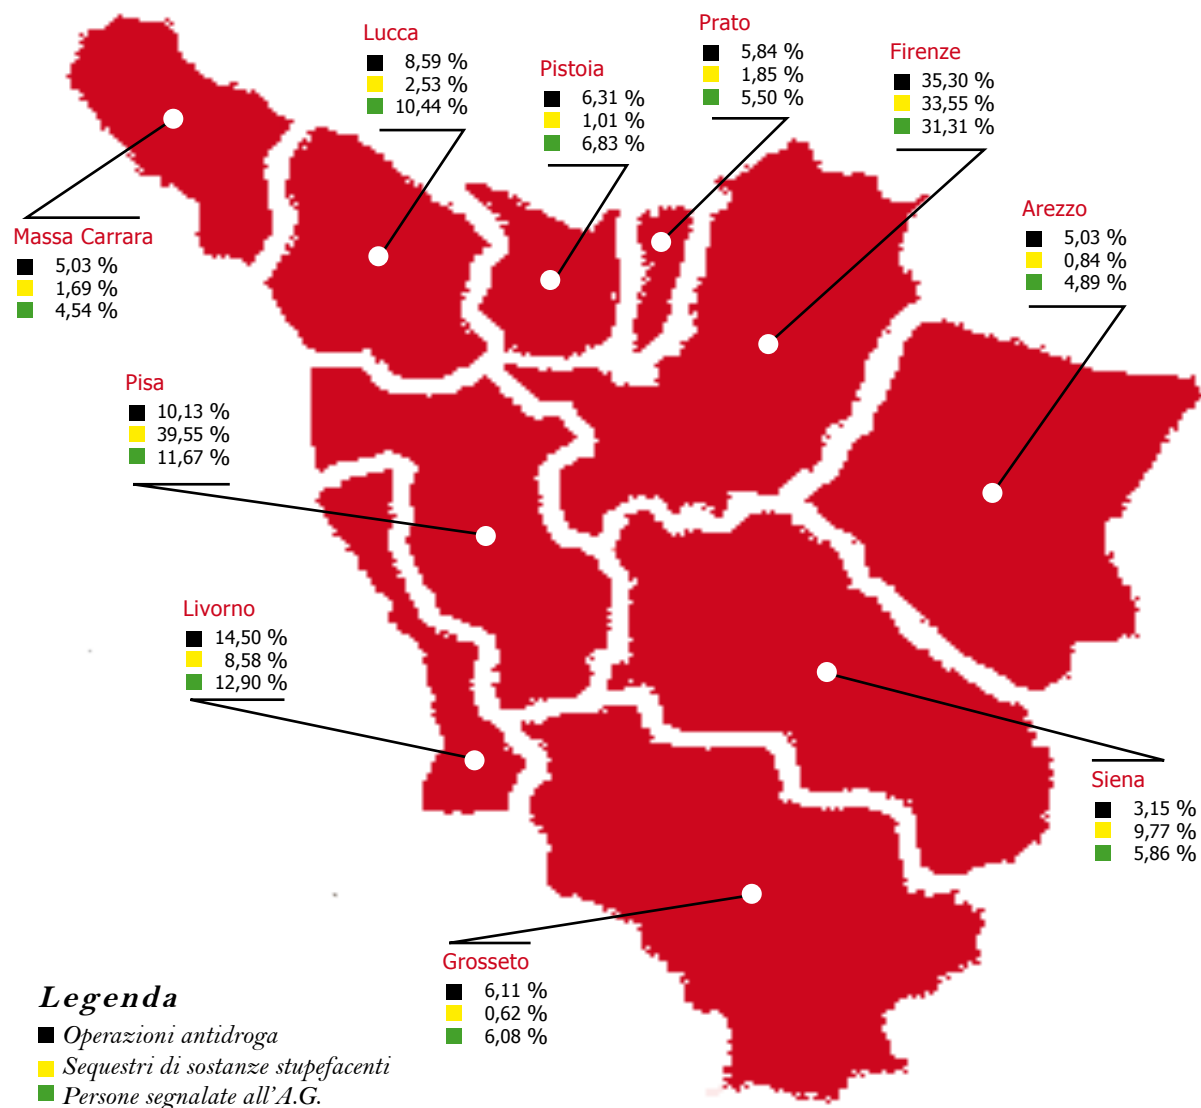 Lucca
8,59 %
2,53 %
10,44 %
Pistoia
6,31 %
1,01 %
6,83 %
Prato
5,84 %
1,85 %
5,50 %
Firenze
35,30 %
33,55 %
31,31 %
Massa Carrara
5,03 %
1,69 %
4,54 %
Arezzo
5,03 %
0,84 %
4,89 %
Pisa
10,13 %
39,55 %
11,67 %
Livorno
14,50 %
8,58 %
12,90 %
Siena
3,15 %
9,77 %
5,86 %
Grosseto
6,11 %
0,62 %
6,08 %
Legenda
Operazioni antidroga
Sequestri di sostanze stupefacenti
Persone segnalate all'A.G.